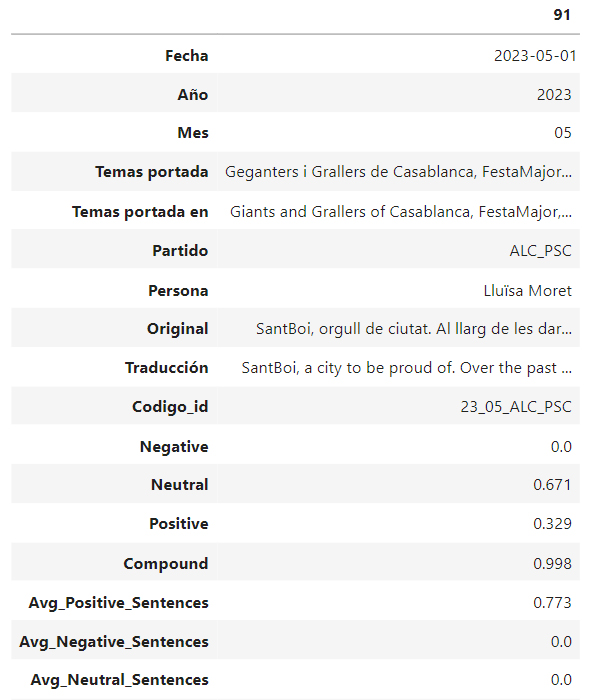 91
Fecha 2023-05-01
Año 2023
Mes 05
Temas portada Geganters i Grallers de Casablanca, FestaMajor...
Temas portada en Giants and Grallers of Casablanca, FestaMajor,...
Partido ALC_PSC
Persona Lluïsa Moret
Original SantBoi, orgull de ciutat. Al llarg de les dar...
Traducción SantBoi, a city to be proud of. Over the past ...
Codigo_id 23_05_ALC_PSC
Negative 0.0
Neutral 0.671
Positive 0.329
Compound 0.998
Avg_Positive_Sentences 0.773
Avg_Negative_Sentences 0.0
Avg_Neutral_Sentences 0.0